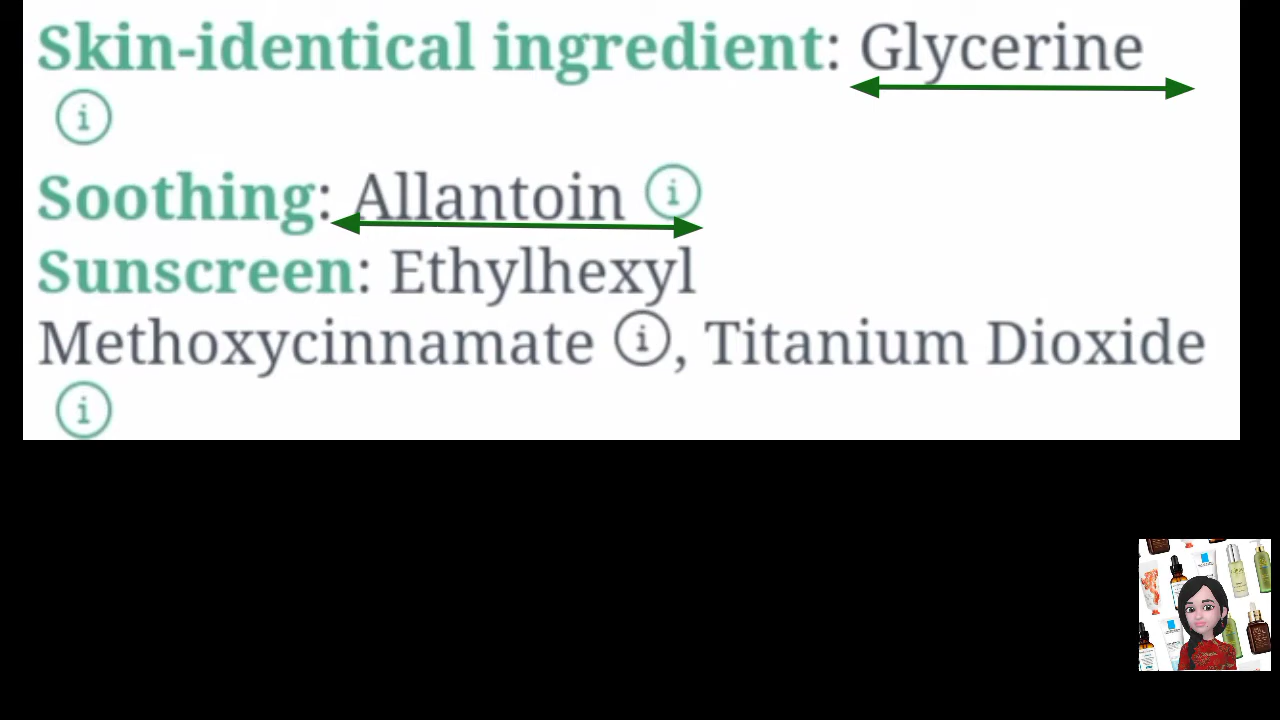 Skin-identical ingredient: Glycerine
i
Soothing: Allantoin i
Sunscreen: Ethylhexyl
Methoxycinnamate i, Titanium Dioxide
i